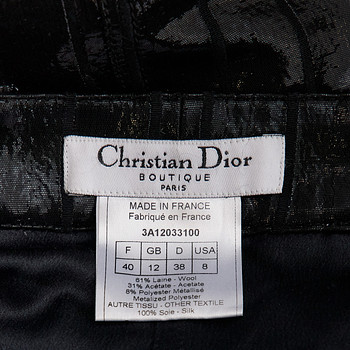 Christian Dior
BOUTIQUE
PARIS
MADE IN FRANCE
Fabriqué en France
3A12033100
F GB D USA
40 12 38 8
61% Laine - Wool
31% Acétate - Acetate
8% Polyester Métallisé
Metalized Polyester
AUTRE TISSU - OTHER TEXTILE
100% Soie - Silk